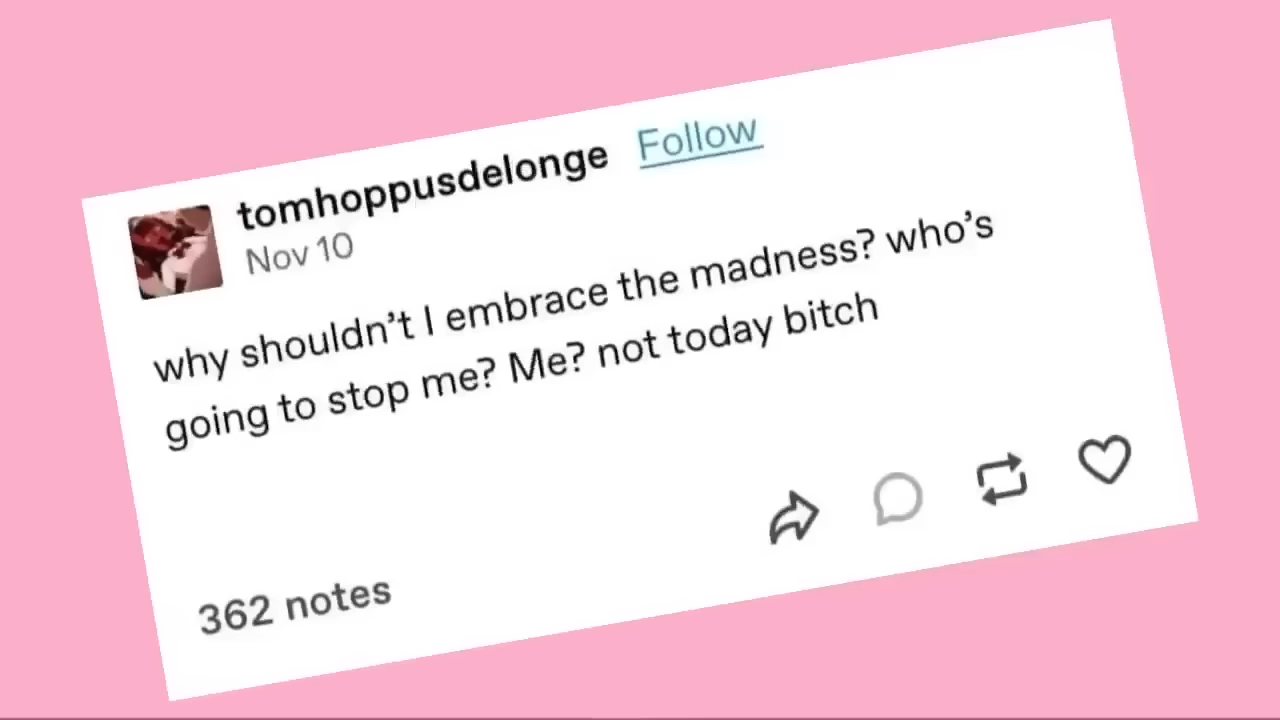 tomhoppusdelonge Follow
Nov 10
why shouldn’t I embrace the madness? who’s
going to stop me? Me? not today bitch
362 notes